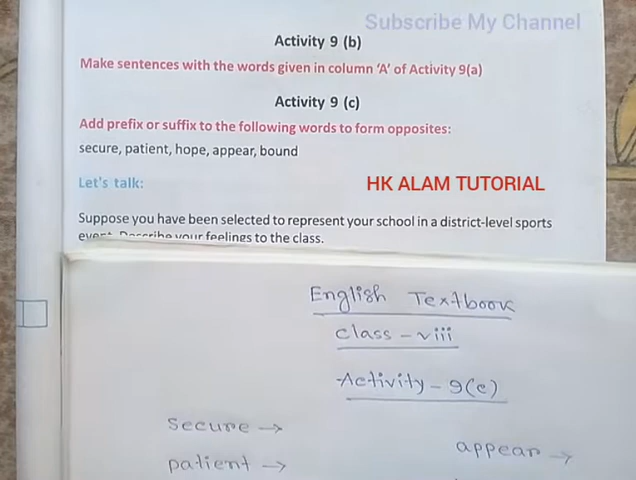 Subscribe My Channel
Activity 9 (b)
Make sentences with the words given in column 'A' of Activity 9(a)
Activity 9 (c)
Add prefix or suffix to the following words to form opposites:
secure, patient, hope, appear, bound
Let's talk:
HK ALAM TUTORIAL
Suppose you have been selected to represent your school in a district-level sports
event. Describe your feelings to the class.
English Textbook
Class - viii
Activity - 9(c)
secure →
appear →
patient →